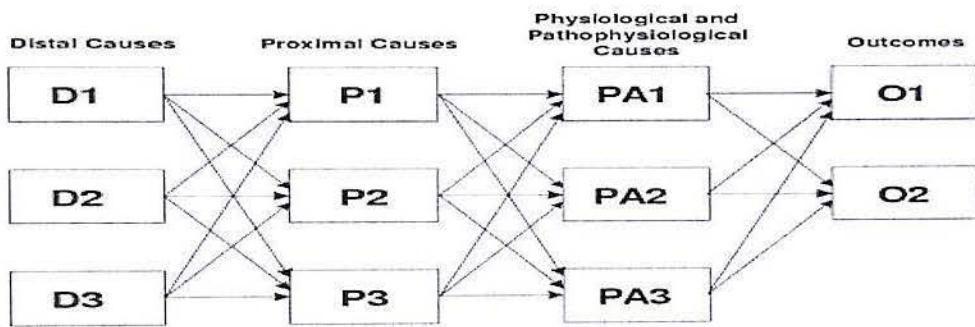 Distal Causes
Proximal Causes
Physiological and
Pathophysiological
Causes
Outcomes
D1
P1
PA1
O1
D2
P2
PA2
O2
D3
P3
PA3